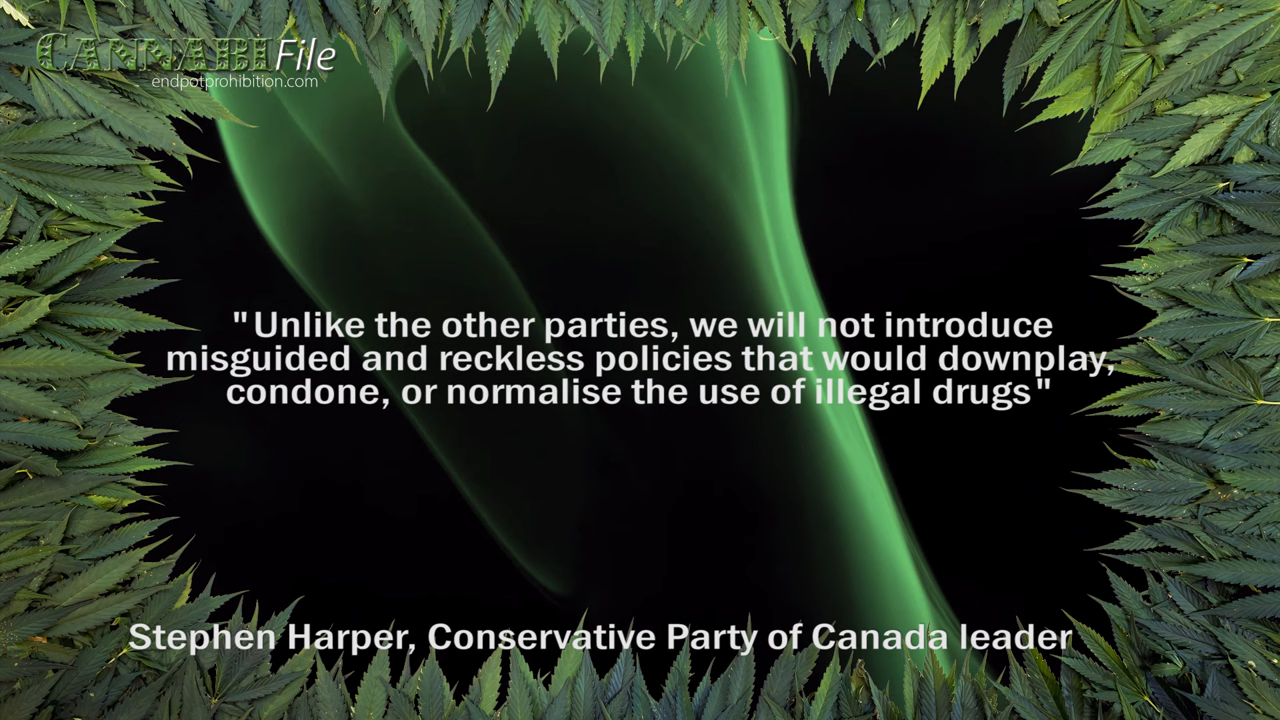 CANNABIFile
endpotprohibition.com
"Unlike the other parties, we will not introduce
misguided and reckless policies that would downplay,
condone, or normalise the use of illegal drugs"
Stephen Harper, Conservative Party of Canada leader